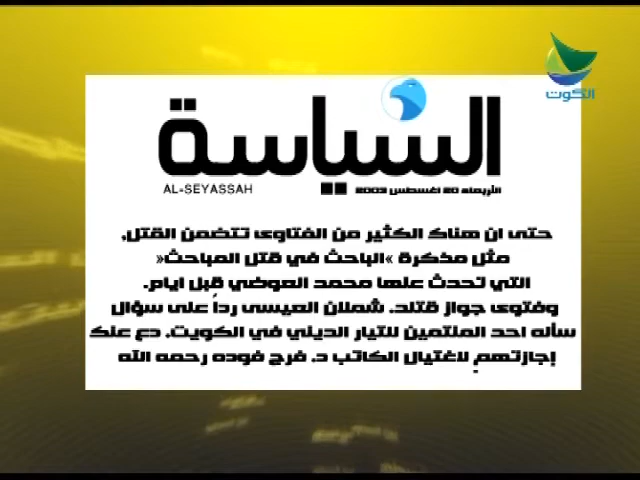 الكوت
السياسة
AL-SEYASSAH
الأربعاء 20 اغسطس 2003
حتى ان هناك الكثير من الفتاوى تتضمن القتل،
مثل مذكرة »الباحث في قتل المباحث«
التي تحدث علها محمد العوضي قبل ايام.
وفتوى جواز قتلد. شملان العيسى رداً على سؤال
سأله احد المنتمين للتيار الديني في الكويت، دع عنك
إجازتهم لاغتيال الكاتب د. فرج فوده رحمه الله